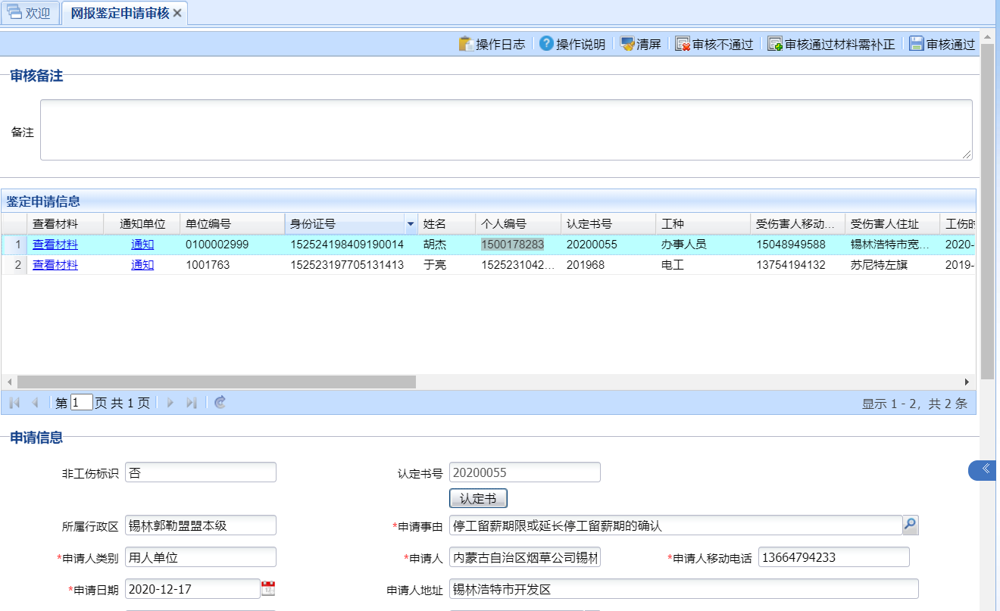 欢迎 网报鉴定申请审核
操作日志 操作说明 清屏 审核不通过 审核通过材料需补正 审核通过
审核备注
备注
鉴定申请信息
查看材料 通知单位 单位编号 身份证号 姓名 个人编号 认定书号 工种 受伤害人移动... 受伤害人住址 工伤时
1 查看材料 通知 0100002999 152524198409190014 胡杰 1500178283 20200055 办事人员 15048949588 锡林浩特市宽... 2020-
2 查看材料 通知 1001763 152523197705131413 于亮 1525231042... 201968 电工 13754194132 苏尼特左旗 2019-
第 1 页 共 1 页 显示 1 - 2，共 2 条
申请信息
非工伤标识 否 认定书号 20200055
认定书
所属行政区 锡林郭勒盟盟本级 *申请事由 停工留薪期限或延长停工留薪期的确认
*申请人类别 用人单位 *申请人 内蒙古自治区烟草公司锡林 *申请人移动电话 13664794233
*申请日期 2020-12-17 申请人地址 锡林浩特市开发区